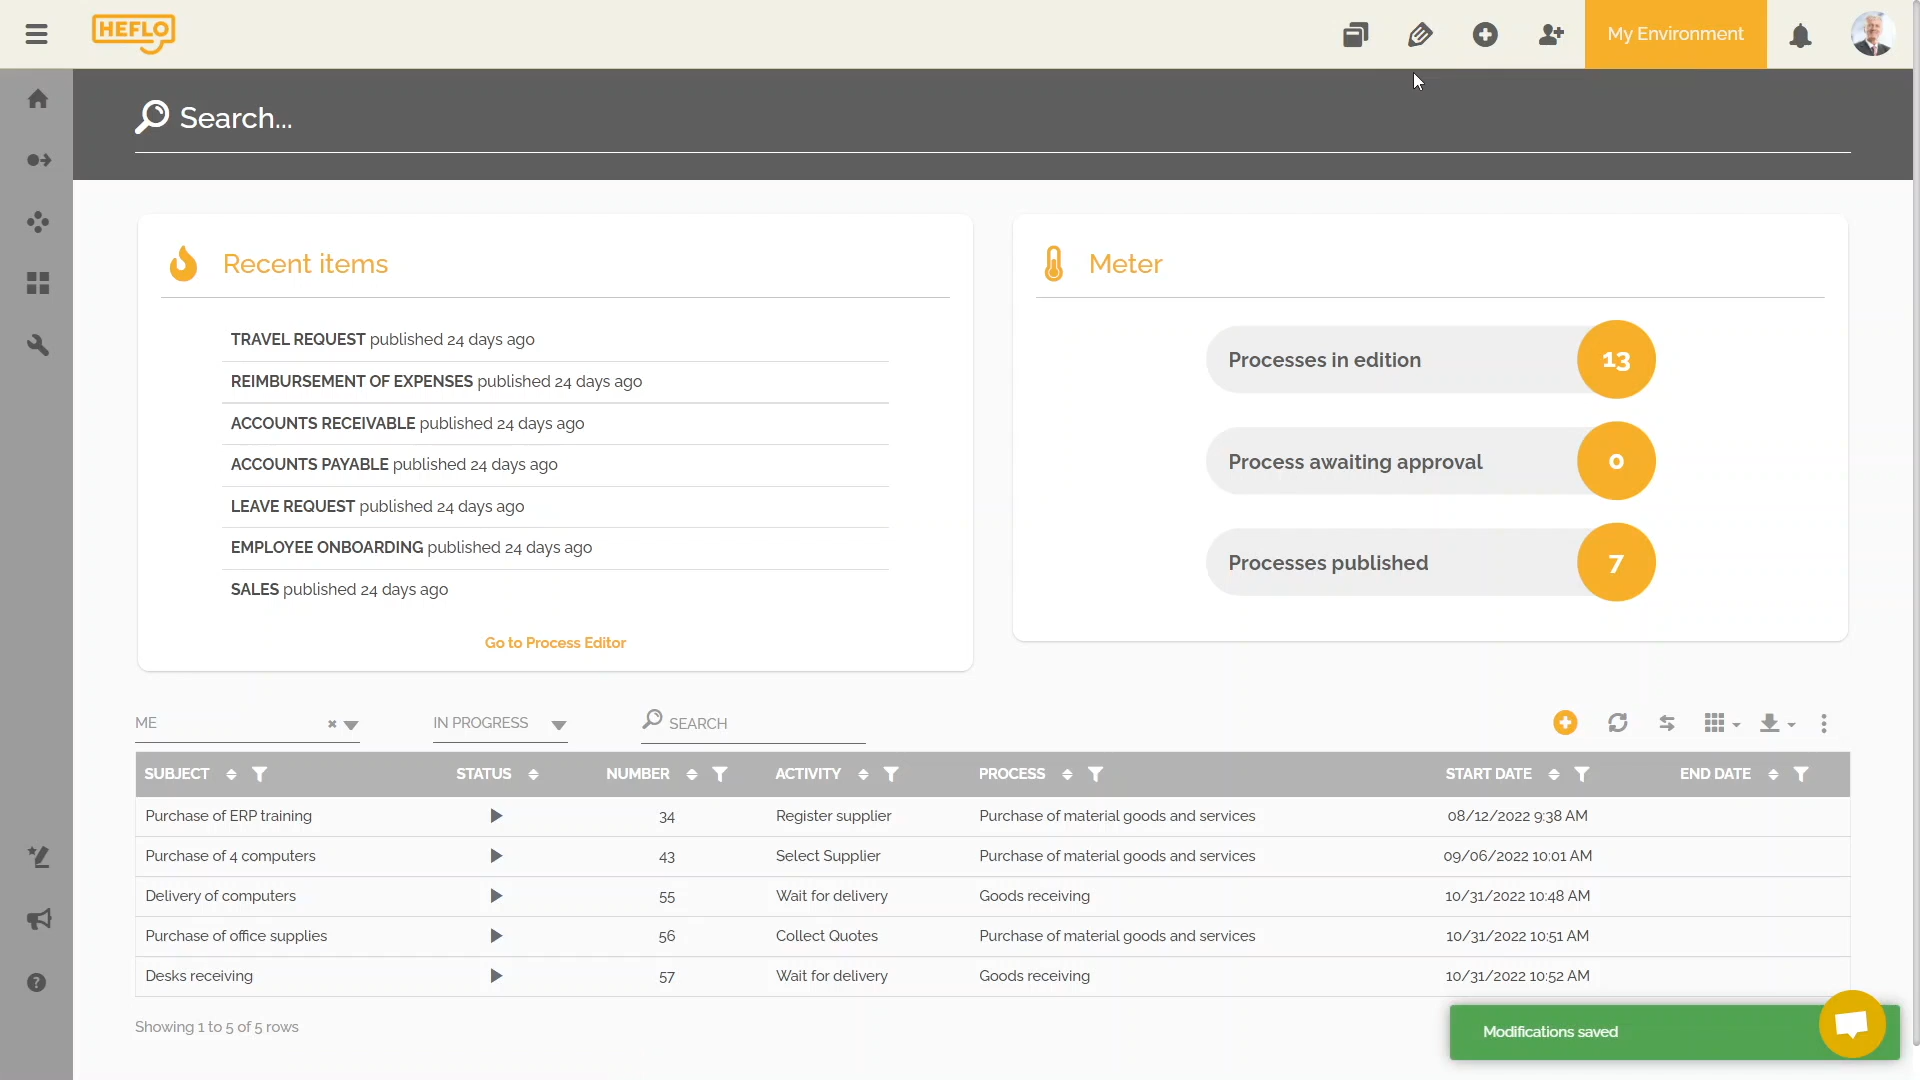 HEFLO
My Environment
Search...
Recent items
TRAVEL REQUEST published 24 days ago
REIMBURSEMENT OF EXPENSES published 24 days ago
ACCOUNTS RECEIVABLE published 24 days ago
ACCOUNTS PAYABLE published 24 days ago
LEAVE REQUEST published 24 days ago
EMPLOYEE ONBOARDING published 24 days ago
SALES published 24 days ago
Go to Process Editor
Meter
Processes in edition 13
Process awaiting approval 0
Processes published 7
ME IN PROGRESS SEARCH
SUBJECT STATUS NUMBER ACTIVITY PROCESS START DATE END DATE
Purchase of ERP training 34 Register supplier Purchase of material goods and services 08/12/2022 9:38 AM
Purchase of 4 computers 43 Select Supplier Purchase of material goods and services 09/06/2022 10:01 AM
Delivery of computers 55 Wait for delivery Goods receiving 10/31/2022 10:48 AM
Purchase of office supplies 56 Collect Quotes Purchase of material goods and services 10/31/2022 10:51 AM
Desks receiving 57 Wait for delivery Goods receiving 10/31/2022 10:52 AM
Showing 1 to 5 of 5 rows
Modifications saved